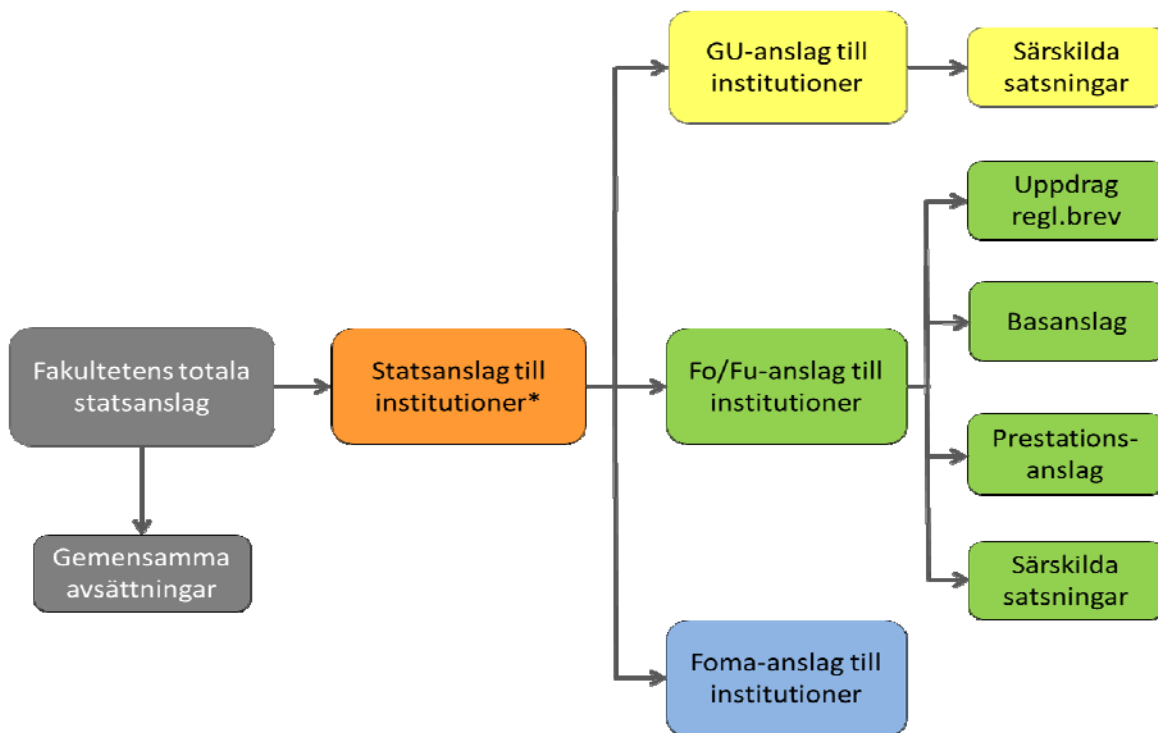 GU-anslag till
institutioner
Särskilda
satsningar
Uppdrag
regl.brev
Basanslag
Fakultetens totala
statsanslag
Statsanslag till
institutioner*
Fo/Fu-anslag till
institutioner
Prestations-
anslag
Gemensamma
avsättningar
Särskilda
satsningar
Foma-anslag till
institutioner